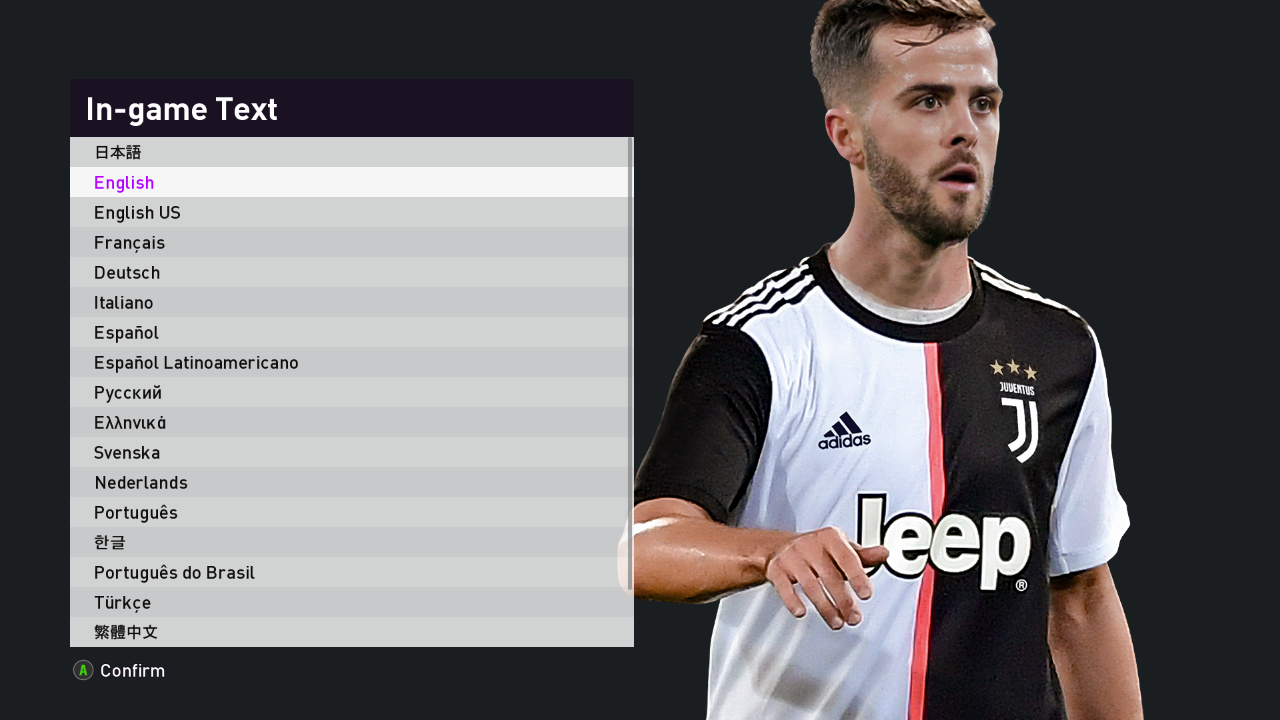 In-game Text
日本語
English
English US
Français
Deutsch
Italiano
Español
Español Latinoamericano
Русский
Ελληνικά
Svenska
Nederlands
Português
한글
Português do Brasil
Türkçe
繁體中文
A Confirm
JUVENTUS
adidas
Jeep
®